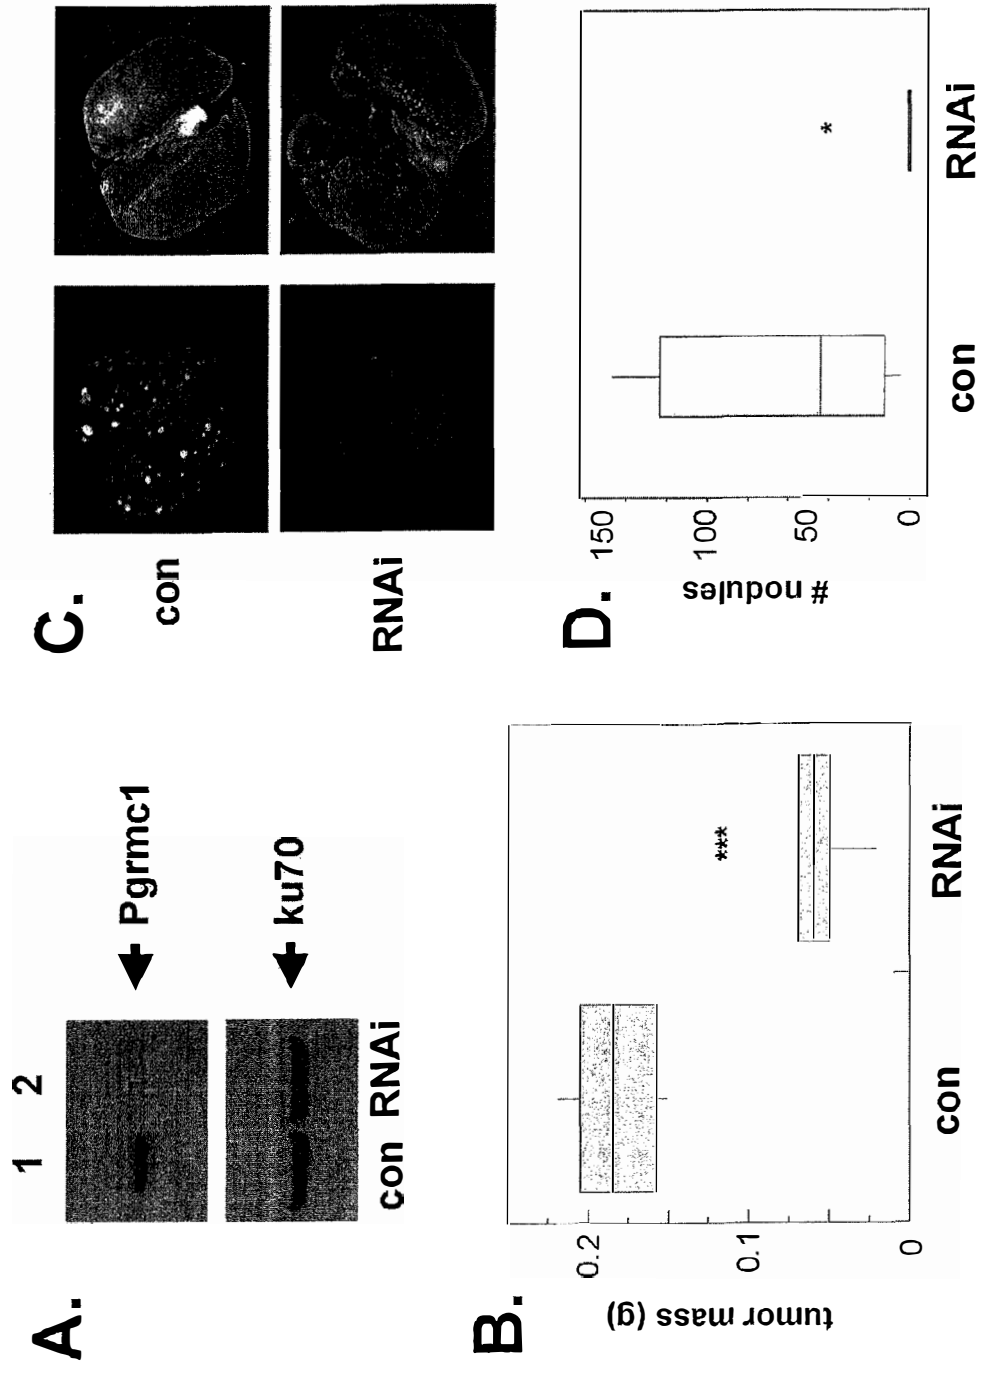 A.
1 2
Pgrmc1
ku70
con RNAi
B.
tumor mass (g)
0.2
0.1
0
***
con RNAi
C.
con
RNAi
D.
# nodules
150
100
50
0
*
con RNAi